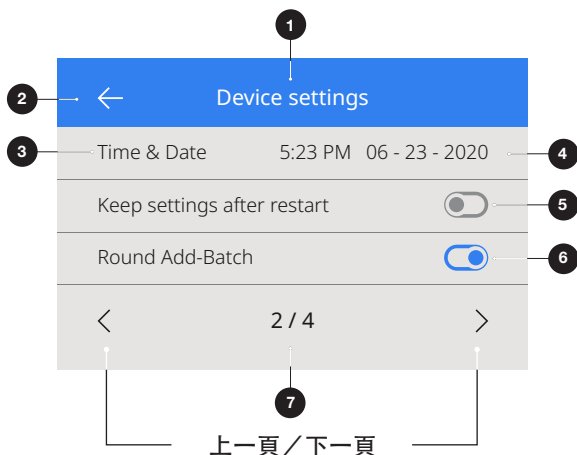 1
2 Device settings
3 Time & Date 5:23 PM 06 - 23 - 2020 4
Keep settings after restart 5
Round Add-Batch 6
2 / 4
7
上一頁／下一頁